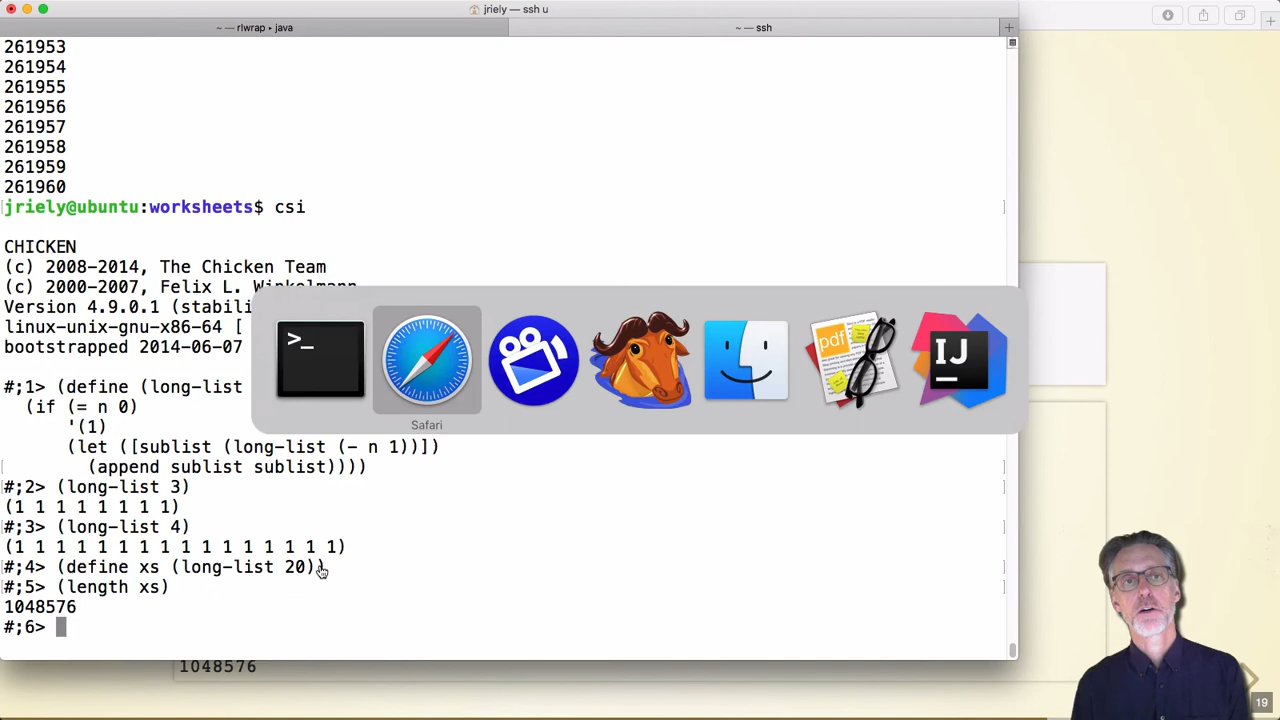 jriely — ssh u
~ — rlwrap ▸ java
~ — ssh
261953
261954
261955
261956
261957
261958
261959
261960
jriely@ubuntu:worksheets$ csi
CHICKEN
(c) 2008-2014, The Chicken Team
(c) 2000-2007, Felix L. Winkelmann
Version 4.9.0.1 (stabili
linux-unix-gnu-x86-64 [
bootstrapped 2014-06-07
#;1> (define (long-list
(if (= n 0)
'(1)
(let ([sublist (long-list (- n 1))])
(append sublist sublist))))
#;2> (long-list 3)
(1 1 1 1 1 1 1 1)
#;3> (long-list 4)
(1 1 1 1 1 1 1 1 1 1 1 1 1 1 1 1)
#;4> (define xs (long-list 20))
#;5> (length xs)
1048576
#;6>
>_
pdf
IJ
Safari
1048576
19